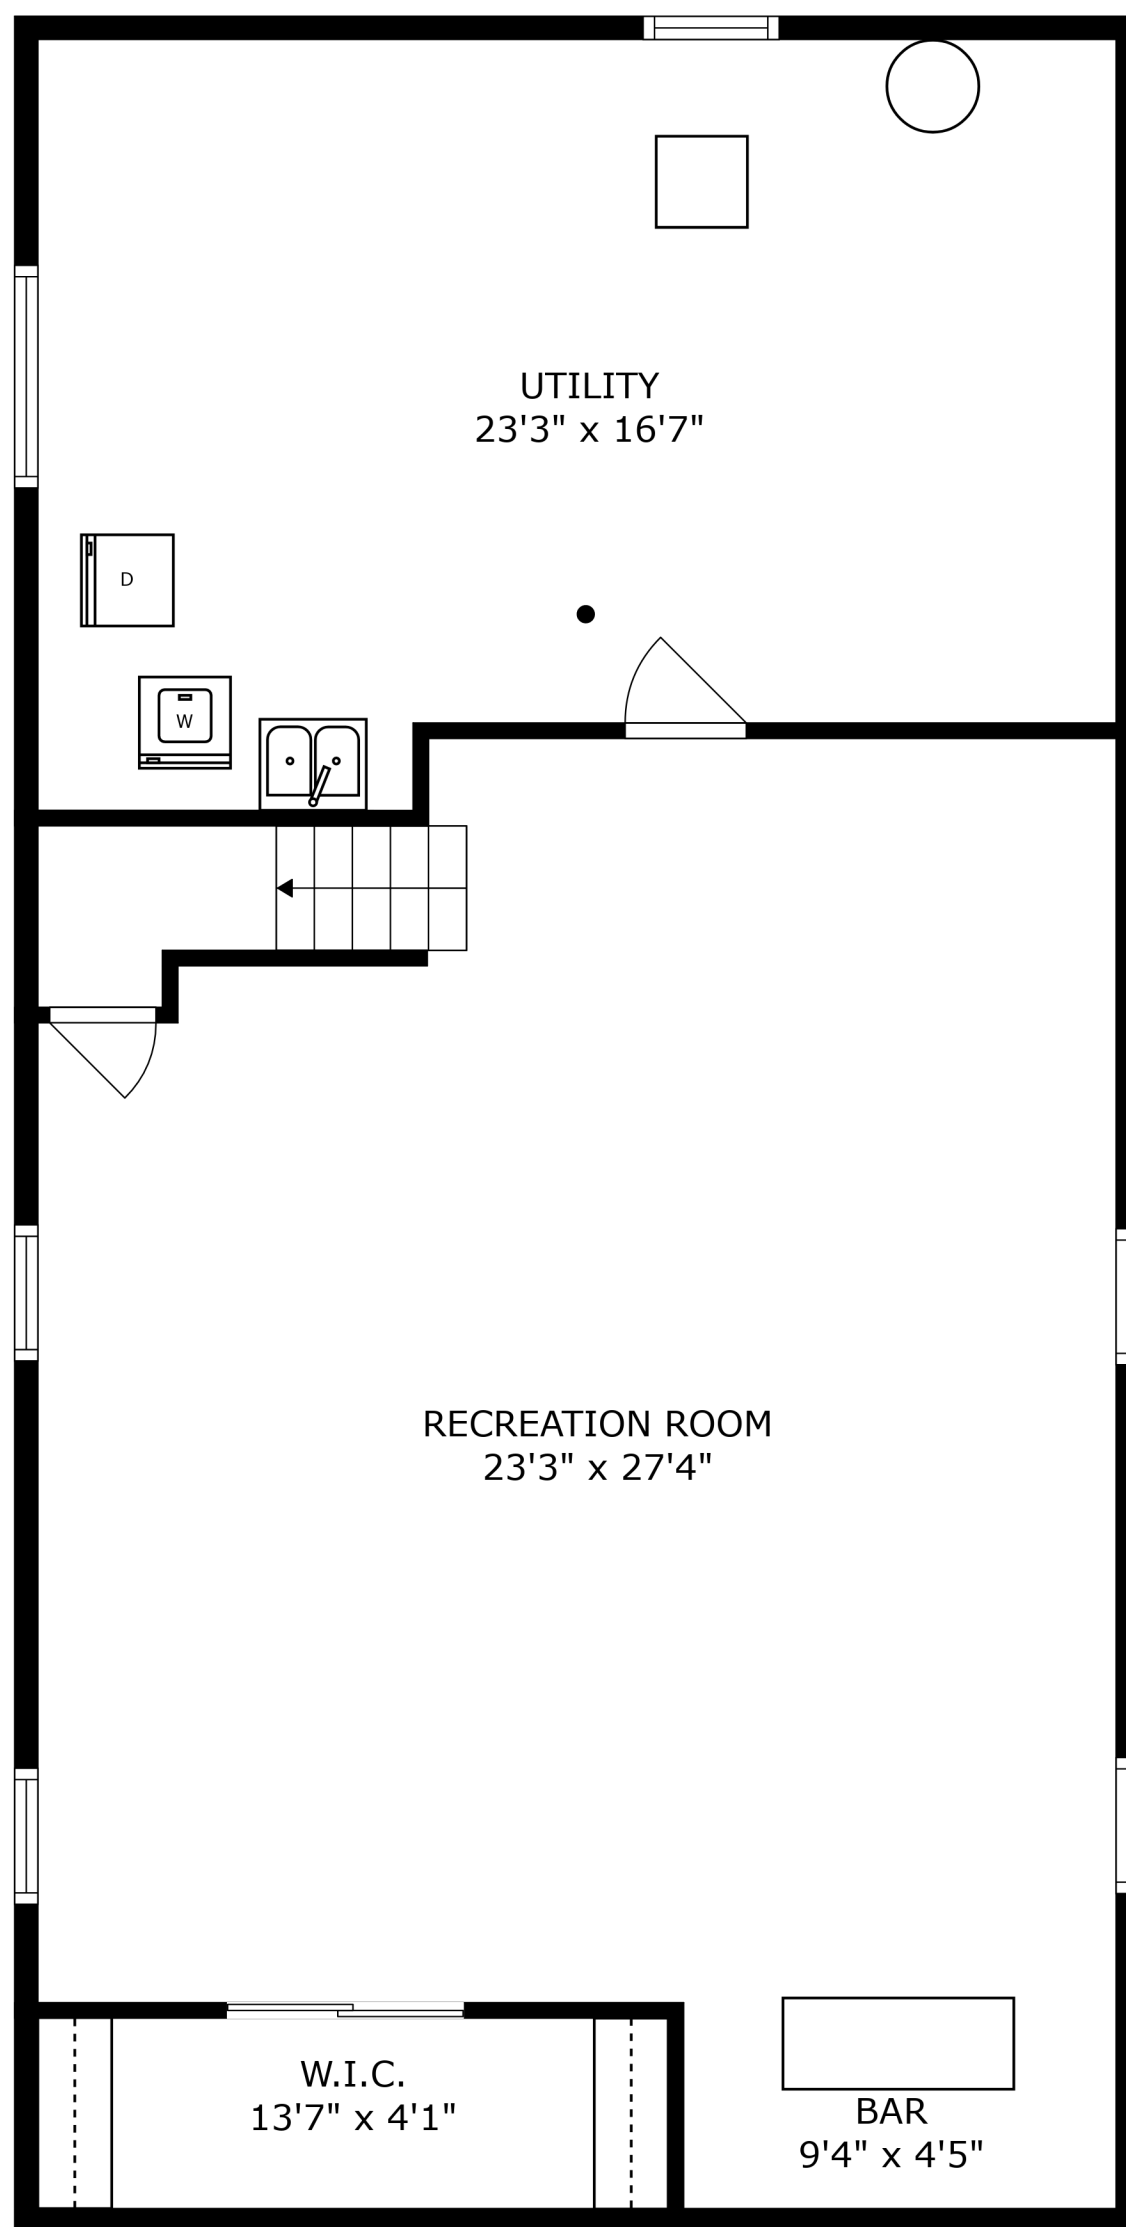 UTILITY
23'3" x 16'7"
D
W
RECREATION ROOM
23'3" x 27'4"
W.I.C.
13'7" x 4'1"
BAR
9'4" x 4'5"